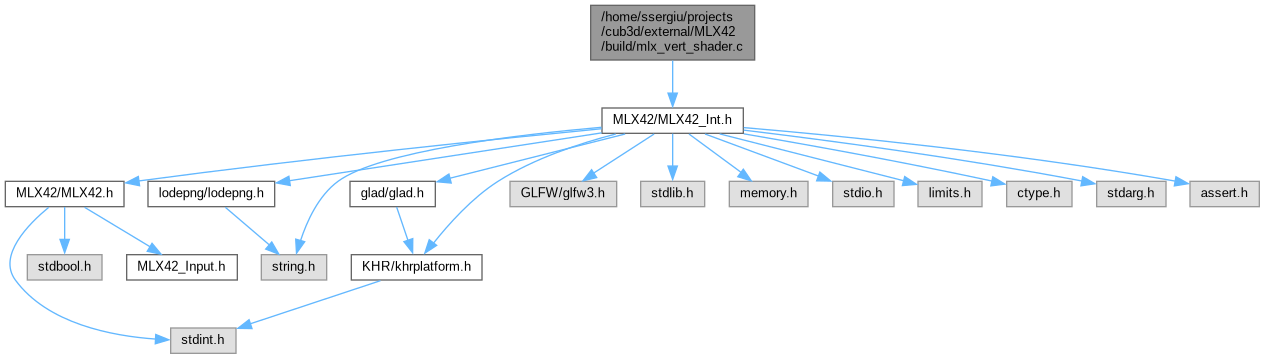 /home/ssergiu/projects
/cub3d/external/MLX42
/build/mlx_vert_shader.c
MLX42/MLX42_Int.h
MLX42/MLX42.h
lodepng/lodepng.h
glad/glad.h
GLFW/glfw3.h
stdlib.h
memory.h
stdio.h
limits.h
ctype.h
stdarg.h
assert.h
stdbool.h
MLX42_Input.h
string.h
KHR/khrplatform.h
stdint.h